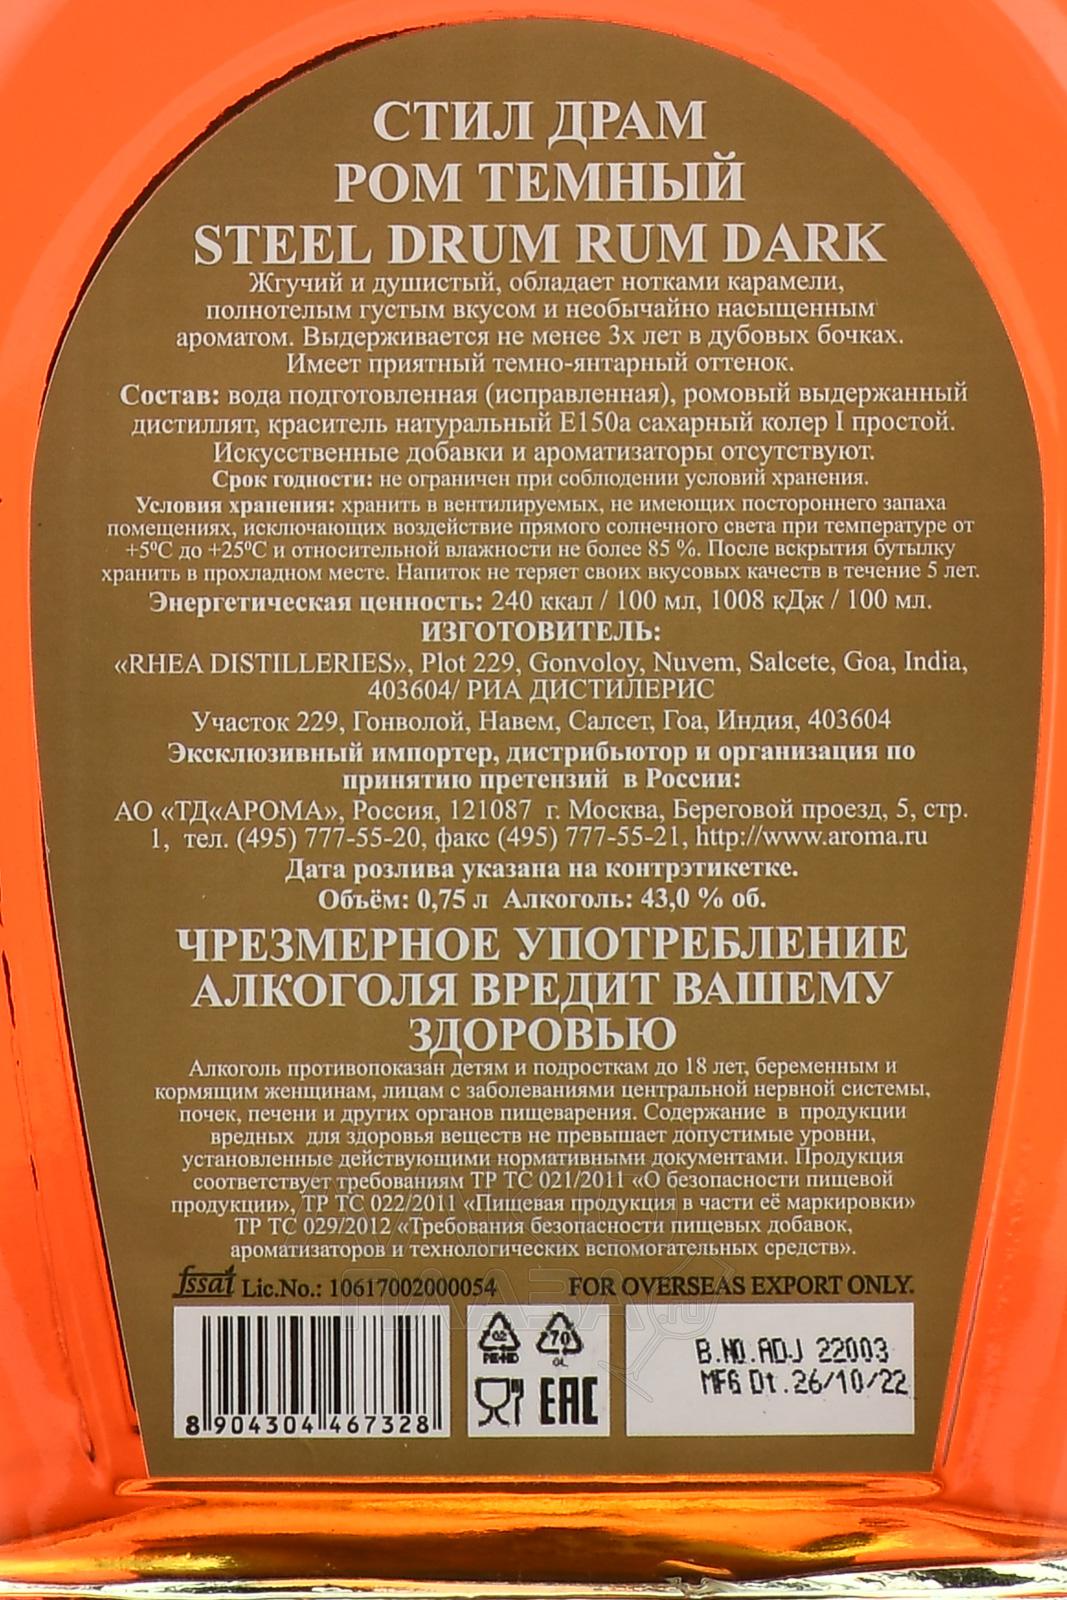 СТИЛ ДРАМ
РОМ ТЕМНЫЙ
STEEL DRUM RUM DARK
Жгучий и душистый, обладает нотками карамели,
полнотелым густым вкусом и необычайно насыщенным
ароматом. Выдерживается не менее 3х лет в дубовых бочках.
Имеет приятный темно-янтарный оттенок.
Состав: вода подготовленная (исправленная), ромовый выдержанный
дистиллят, краситель натуральный Е150а сахарный колер I простой.
Искусственные добавки и ароматизаторы отсутствуют.
Срок годности: не ограничен при соблюдении условий хранения.
Условия хранения: хранить в вентилируемых, не имеющих постороннего запаха
помещениях, исключающих воздействие прямого солнечного света при температуре от
+5ºС до +25ºС и относительной влажности не более 85 %. После вскрытия бутылку
хранить в прохладном месте. Напиток не теряет своих вкусовых качеств в течение 5 лет.
Энергетическая ценность: 240 ккал / 100 мл, 1008 кДж / 100 мл.
ИЗГОТОВИТЕЛЬ:
«RHEA DISTILLERIES», Plot 229, Gonvoloy, Nuvem, Salcete, Goa, India,
403604/ РИА ДИСТИЛЕРИС
Участок 229, Гонволой, Навем, Салсет, Гоа, Индия, 403604
Эксклюзивный импортер, дистрибьютор и организация по
принятию претензий в России:
АО «ТД«АРОМА», Россия, 121087 г. Москва, Береговой проезд, 5, стр.
1, тел. (495) 777-55-20, факс (495) 777-55-21, http://www.aroma.ru
Дата розлива указана на контрэтикетке.
Объём: 0,75 л Алкоголь: 43,0 % об.
ЧРЕЗМЕРНОЕ УПОТРЕБЛЕНИЕ
АЛКОГОЛЯ ВРЕДИТ ВАШЕМУ
ЗДОРОВЬЮ
Алкоголь противопоказан детям и подросткам до 18 лет, беременным и
кормящим женщинам, лицам с заболеваниями центральной нервной системы,
почек, печени и других органов пищеварения. Содержание в продукции
вредных для здоровья веществ не превышает допустимые уровни,
установленные действующими нормативными документами. Продукция
соответствует требованиям ТР ТС 021/2011 «О безопасности пищевой
продукции», ТР ТС 022/2011 «Пищевая продукция в части её маркировки»
ТР ТС 029/2012 «Требования безопасности пищевых добавок,
ароматизаторов и технологических вспомогательных средств».
fssai Lic.No.: 10617002000054 FOR OVERSEAS EXPORT ONLY.
02 70
PE-HD GL
EAC
B.NO.ADJ 22003
MFG Dt.26/10/22
8 904304 467328